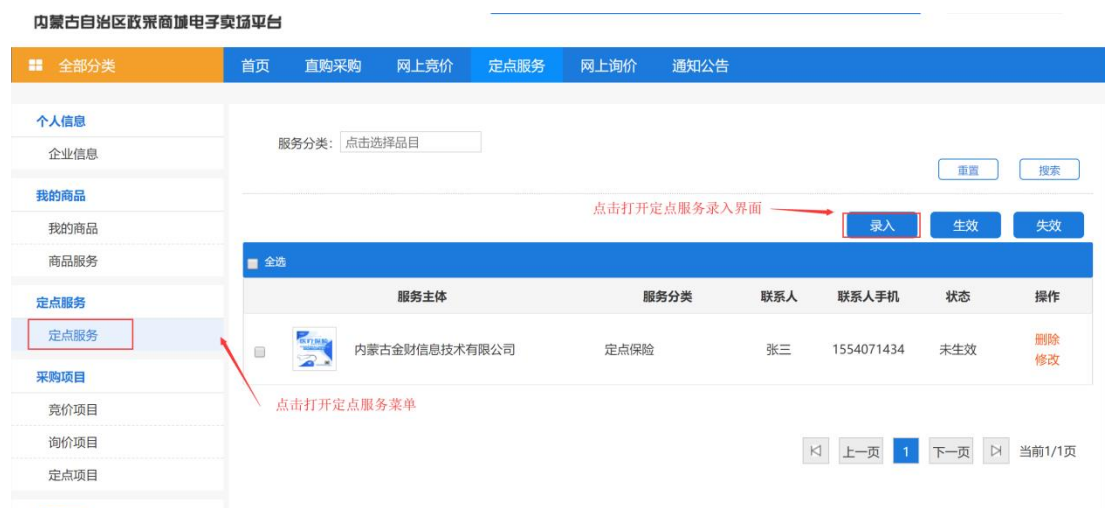 内蒙古自治区政采商城电子卖场平台
全部分类 首页 直购采购 网上竞价 定点服务 网上询价 通知公告
个人信息
企业信息
我的商品
我的商品
商品服务
定点服务
定点服务
采购项目
竞价项目
询价项目
定点项目
服务分类： 点击选择品目
重置 搜索
点击打开定点服务录入界面
录入 生效 失效
全选
服务主体 服务分类 联系人 联系人手机 状态 操作
医疗保险
内蒙古金财信息技术有限公司 定点保险 张三 1554071434 未生效 删除
修改
点击打开定点服务菜单
上一页 1 下一页 当前1/1页